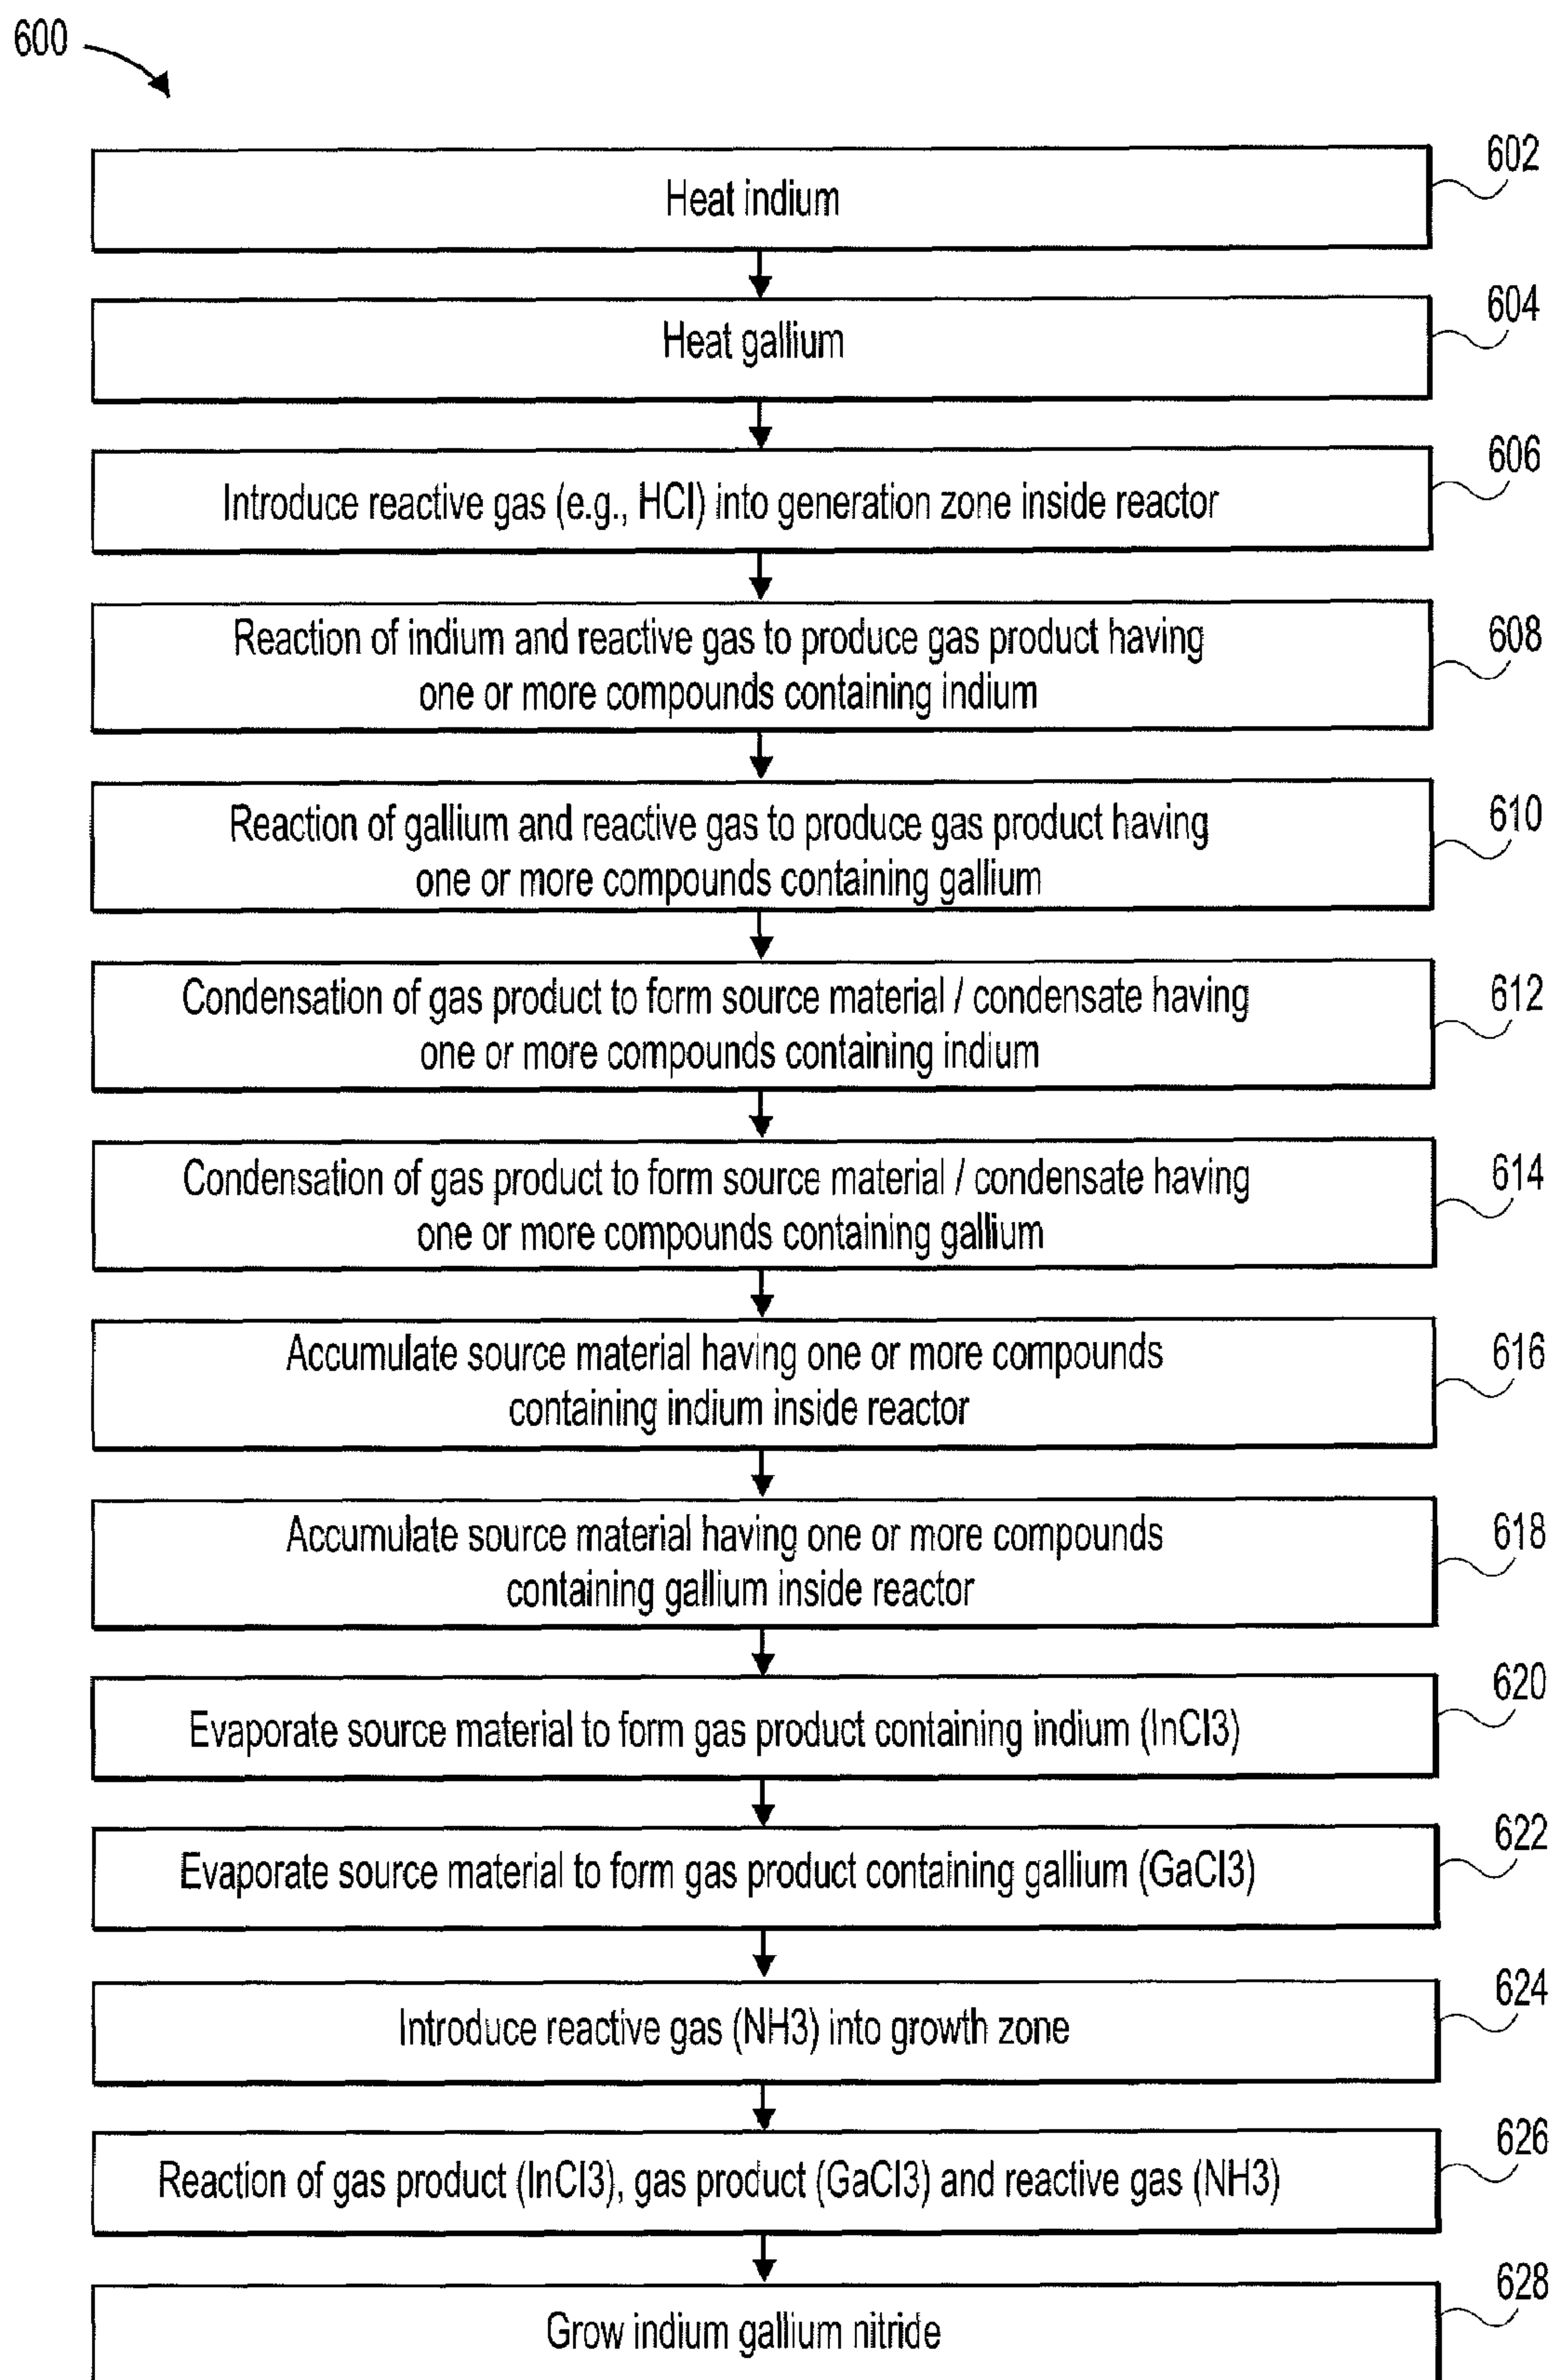 600
602
Heat indium
604
Heat gallium
606
Introduce reactive gas (e.g., HCl) into generation zone inside reactor
608
Reaction of indium and reactive gas to produce gas product having
one or more compounds containing indium
610
Reaction of gallium and reactive gas to produce gas product having
one or more compounds containing gallium
612
Condensation of gas product to form source material / condensate having
one or more compounds containing indium
614
Condensation of gas product to form source material / condensate having
one or more compounds containing gallium
616
Accumulate source material having one or more compounds
containing indium inside reactor
618
Accumulate source material having one or more compounds
containing gallium inside reactor
620
Evaporate source material to form gas product containing indium (InCl3)
622
Evaporate source material to form gas product containing gallium (GaCl3)
624
Introduce reactive gas (NH3) into growth zone
626
Reaction of gas product (InCl3), gas product (GaCl3) and reactive gas (NH3)
628
Grow indium gallium nitride